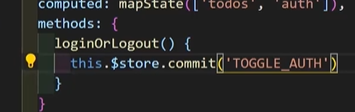 computed: mapState(['todos', 'auth']),
methods: {
loginOrLogout() {
this.$store.commit('TOGGLE_AUTH')
}
}